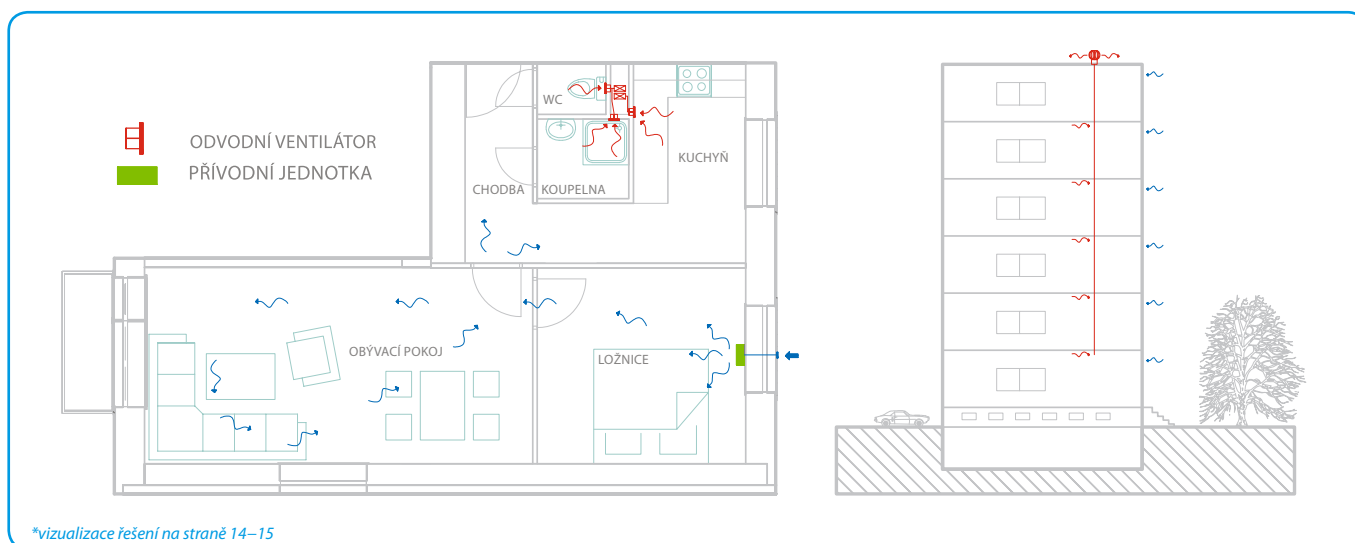 ODVODNÍ VENTILÁTOR
PŘÍVODNÍ JEDNOTKA
WC
KUCHYŇ
CHODBA
KOUPELNA
OBÝVACÍ POKOJ
LOŽNICE
*vizualizace řešení na straně 14–15